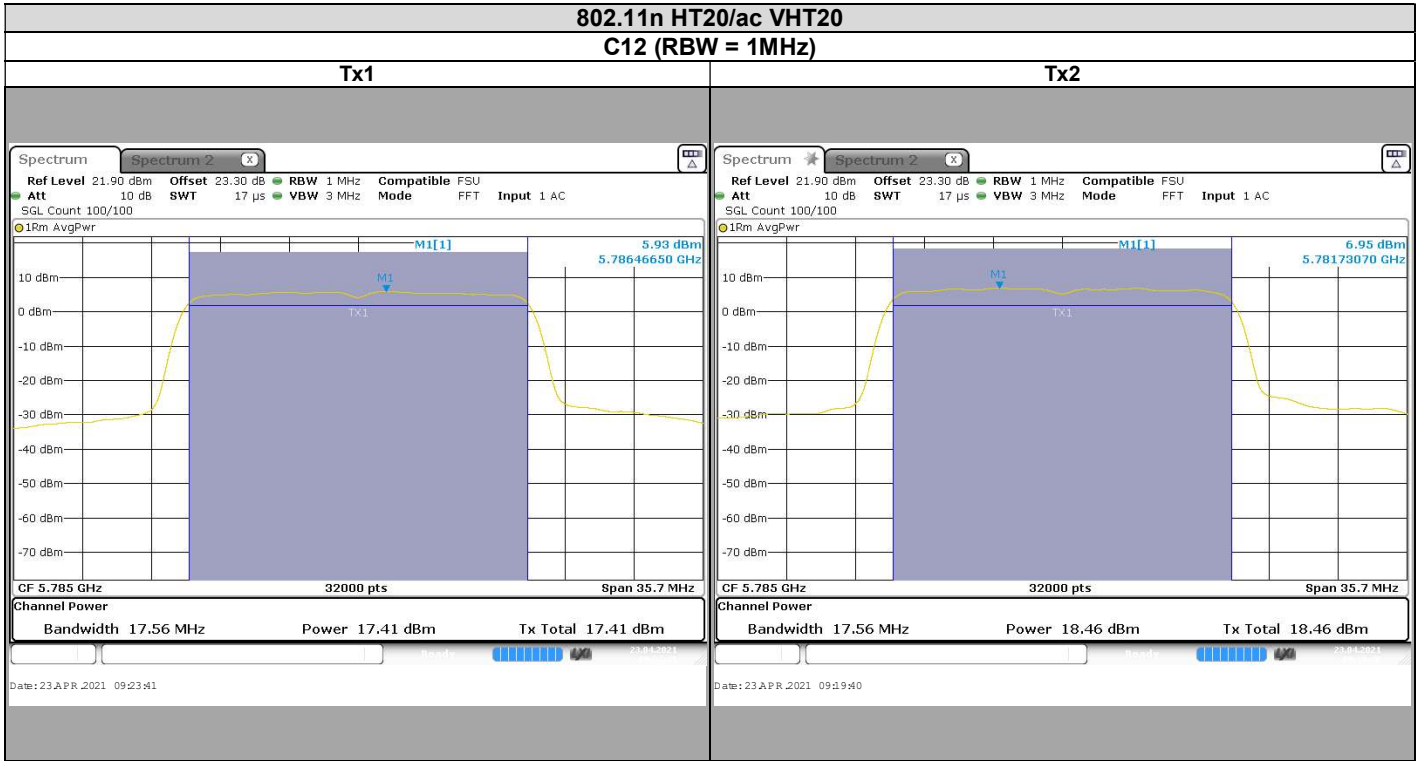 802.11n HT20/ac VHT20
C12 (RBW = 1MHz)
Tx1
Spectrum Spectrum 2 X
Ref Level 21.90 dBm Offset 23.30 dB RBW 1 MHz Compatible FSU
Att 10 dB SWT 17 µs VBW 3 MHz Mode FFT Input 1 AC
SGL Count 100/100
1Rm AvgPwr
M1[1] 5.93 dBm
5.78646650 GHz
10 dBm
M1
0 dBm
TX1
-10 dBm
-20 dBm
-30 dBm
-40 dBm
-50 dBm
-60 dBm
-70 dBm
CF 5.785 GHz 32000 pts Span 35.7 MHz
Channel Power
Bandwidth 17.56 MHz Power 17.41 dBm Tx Total 17.41 dBm
Ready 23.04.2021
Date: 23.APR.2021 09:23:41
Tx2
Spectrum Spectrum 2 X
Ref Level 21.90 dBm Offset 23.30 dB RBW 1 MHz Compatible FSU
Att 10 dB SWT 17 µs VBW 3 MHz Mode FFT Input 1 AC
SGL Count 100/100
1Rm AvgPwr
M1[1] 6.95 dBm
5.78173070 GHz
10 dBm
M1
0 dBm
TX1
-10 dBm
-20 dBm
-30 dBm
-40 dBm
-50 dBm
-60 dBm
-70 dBm
CF 5.785 GHz 32000 pts Span 35.7 MHz
Channel Power
Bandwidth 17.56 MHz Power 18.46 dBm Tx Total 18.46 dBm
Ready 23.04.2021
Date: 23.APR.2021 09:19:40